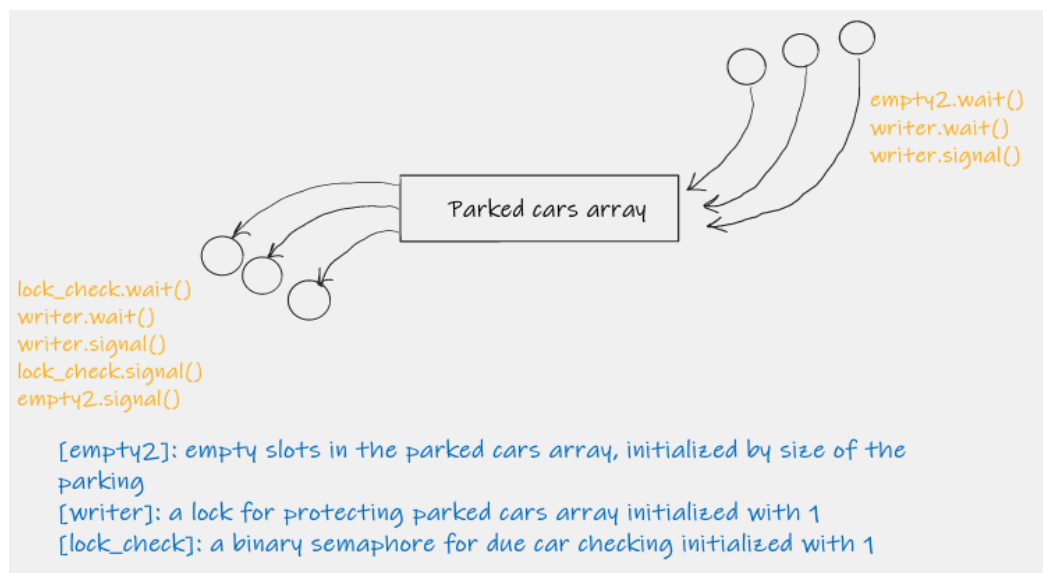 empty2.wait()
writer.wait()
writer.signal()
Parked cars array
lock_check.wait()
writer.wait()
writer.signal()
lock_check.signal()
empty2.signal()
[empty2]: empty slots in the parked cars array, initialized by size of the
parking
[writer]: a lock for protecting parked cars array initialized with 1
[lock_check]: a binary semaphore for due car checking initialized with 1